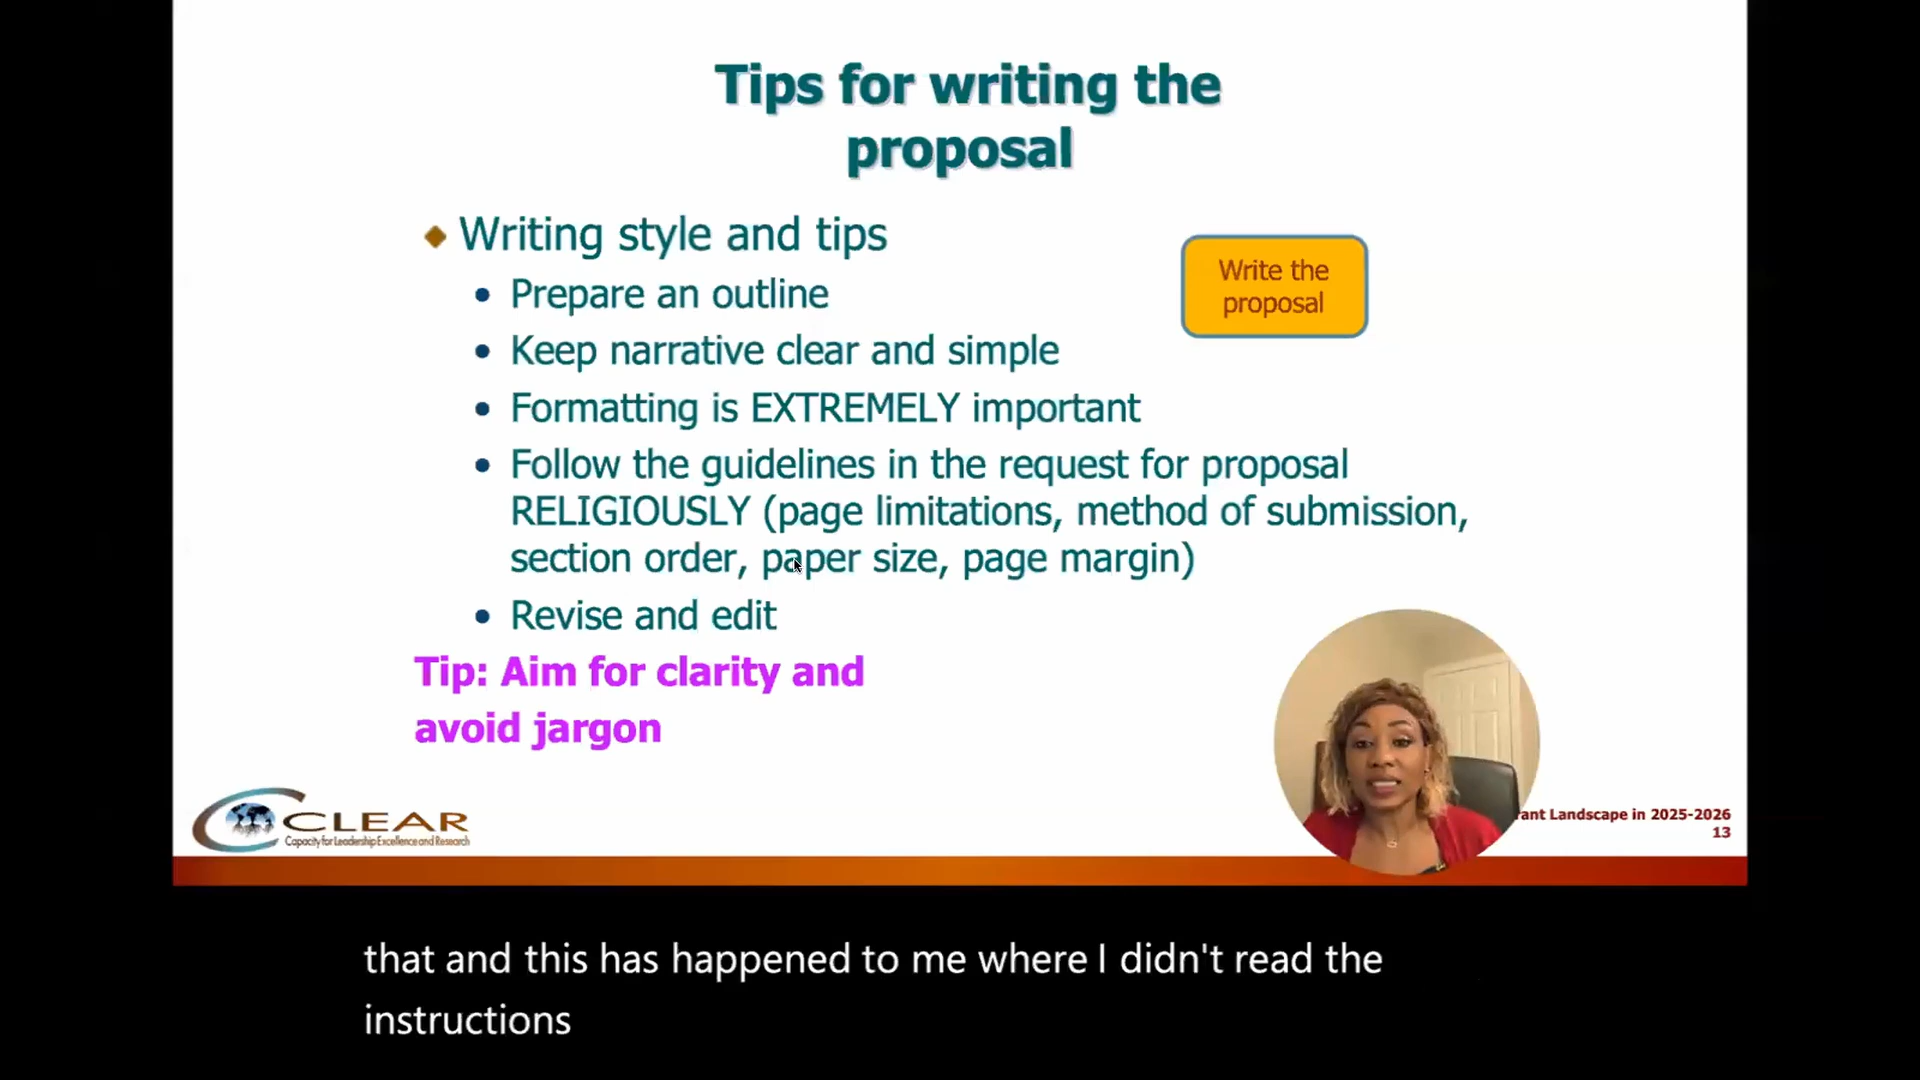 Tips for writing the
proposal
Writing style and tips
Write the
proposal
Prepare an outline
Keep narrative clear and simple
Formatting is EXTREMELY important
Follow the guidelines in the request for proposal
RELIGIOUSLY (page limitations, method of submission,
section order, paper size, page margin)
Revise and edit
Tip: Aim for clarity and
avoid jargon
CLEAR
Capacity for Leadership Excellence and Research
Landscape in 2025-2026
13
that and this has happened to me where I didn't read the
instructions